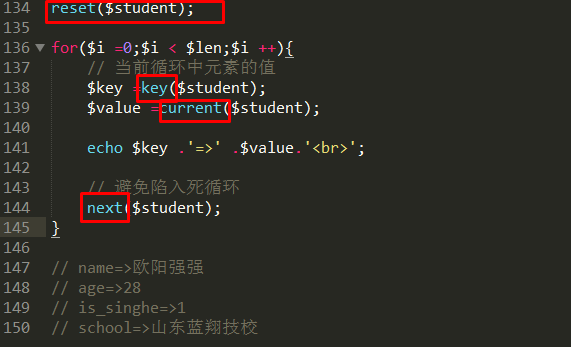 134 reset($student);
135
136 for($i =0;$i < $len;$i ++){
137 // 当前循环中元素的值
138 $key =key($student);
139 $value =current($student);
140
141 echo $key .'=>' .$value.'<br>';
142
143 // 避免陷入死循环
144 next($student);
145 }
146
147 // name=>欧阳强强
148 // age=>28
149 // is_singhe=>1
150 // school=>山东蓝翔技校